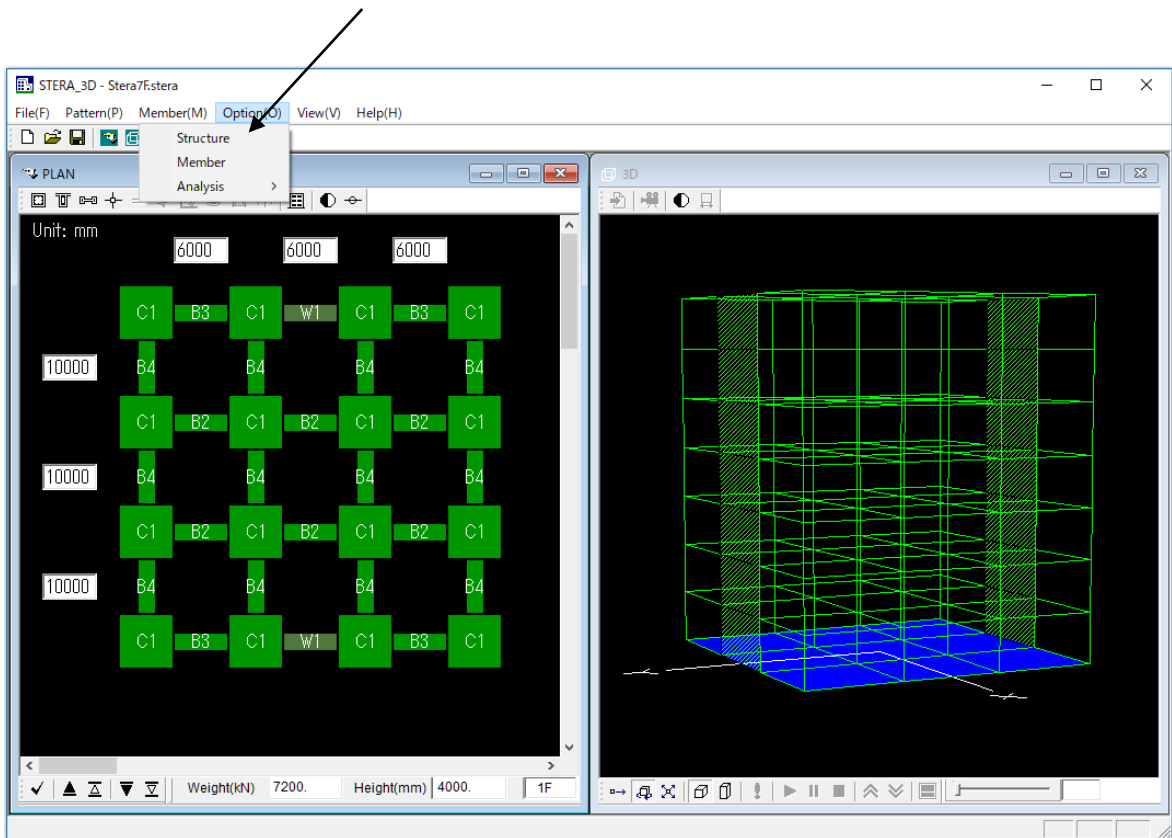 STERA_3D - Stera7F.stera
File(F) Pattern(P) Member(M) Option(O) View(V) Help(H)
Structure
Member
Analysis
PLAN
3D
Unit: mm
6000 6000 6000
C1 B3 C1 W1 C1 B3 C1
10000 B4 B4 B4 B4
C1 B2 C1 B2 C1 B2 C1
10000 B4 B4 B4 B4
C1 B2 C1 B2 C1 B2 C1
10000 B4 B4 B4 B4
C1 B3 C1 W1 C1 B3 C1
Weight(kN) 7200. Height(mm) 4000. 1F